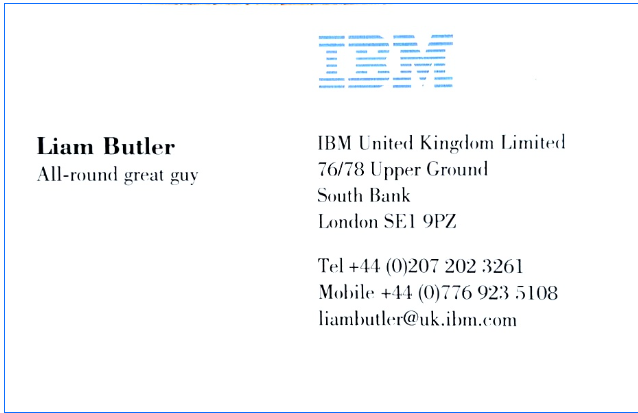 IBM
Liam Butler
All-round great guy
IBM United Kingdom Limited
76/78 Upper Ground
South Bank
London SE1 9PZ
Tel +44 (0)207 202 3261
Mobile +44 (0)776 923 5108
liambutler@uk.ibm.com